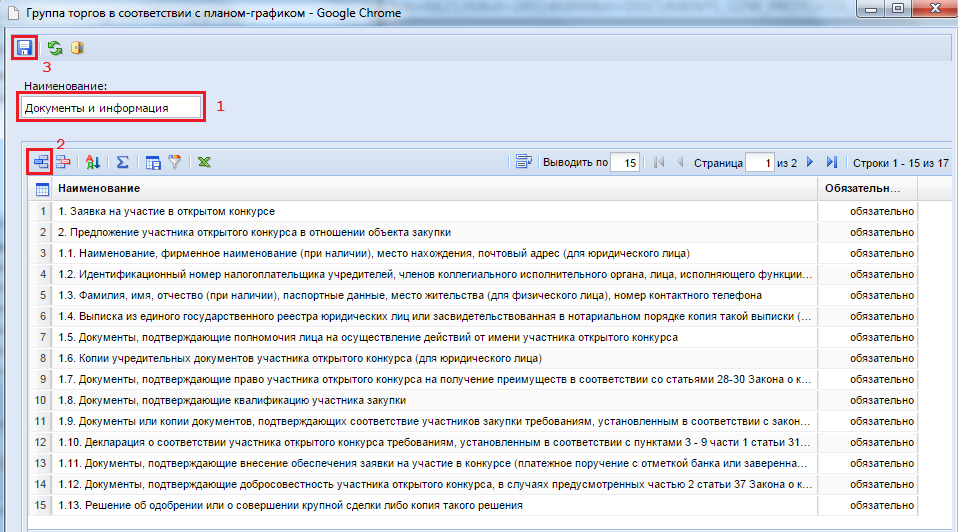 Группа торгов в соответствии с планом-графиком - Google Chrome
3
Наименование:
Документы и информация
1
2
Выводить по 15 Страница 1 из 2 Строки 1 - 15 из 17
Наименование Обязательн...
1 1. Заявка на участие в открытом конкурсе обязательно
2 2. Предложение участника открытого конкурса в отношении объекта закупки обязательно
3 1.1. Наименование, фирменное наименование (при наличии), место нахождения, почтовый адрес (для юридического лица) обязательно
4 1.2. Идентификационный номер налогоплательщика учредителей, членов коллегиального исполнительного органа, лица, исполняющего функции... обязательно
5 1.3. Фамилия, имя, отчество (при наличии), паспортные данные, место жительства (для физического лица), номер контактного телефона обязательно
6 1.4. Выписка из единого государственного реестра юридических лиц или засвидетельствованная в нотариальном порядке копия такой выписки (... обязательно
7 1.5. Документы, подтверждающие полномочия лица на осуществление действий от имени участника открытого конкурса обязательно
8 1.6. Копии учредительных документов участника открытого конкурса (для юридического лица) обязательно
9 1.7. Документы, подтверждающие право участника открытого конкурса на получение преимуществ в соответствии со статьями 28-30 Закона о к... обязательно
10 1.8. Документы, подтверждающие квалификацию участника закупки обязательно
11 1.9. Документы или копии документов, подтверждающих соответствие участников закупки требованиям, установленным в соответствии с закон... обязательно
12 1.10. Декларация о соответствии участника открытого конкурса требованиям, установленным в соответствии с пунктами 3 - 9 части 1 статьи 31... обязательно
13 1.11. Документы, подтверждающие внесение обеспечения заявки на участие в конкурсе (платежное поручение с отметкой банка или заверенна... обязательно
14 1.12. Документы, подтверждающие добросовестность участника открытого конкурса, в случаях предусмотренных частью 2 статьи 37 Закона о к... обязательно
15 1.13. Решение об одобрении или о совершении крупной сделки либо копия такого решения обязательно